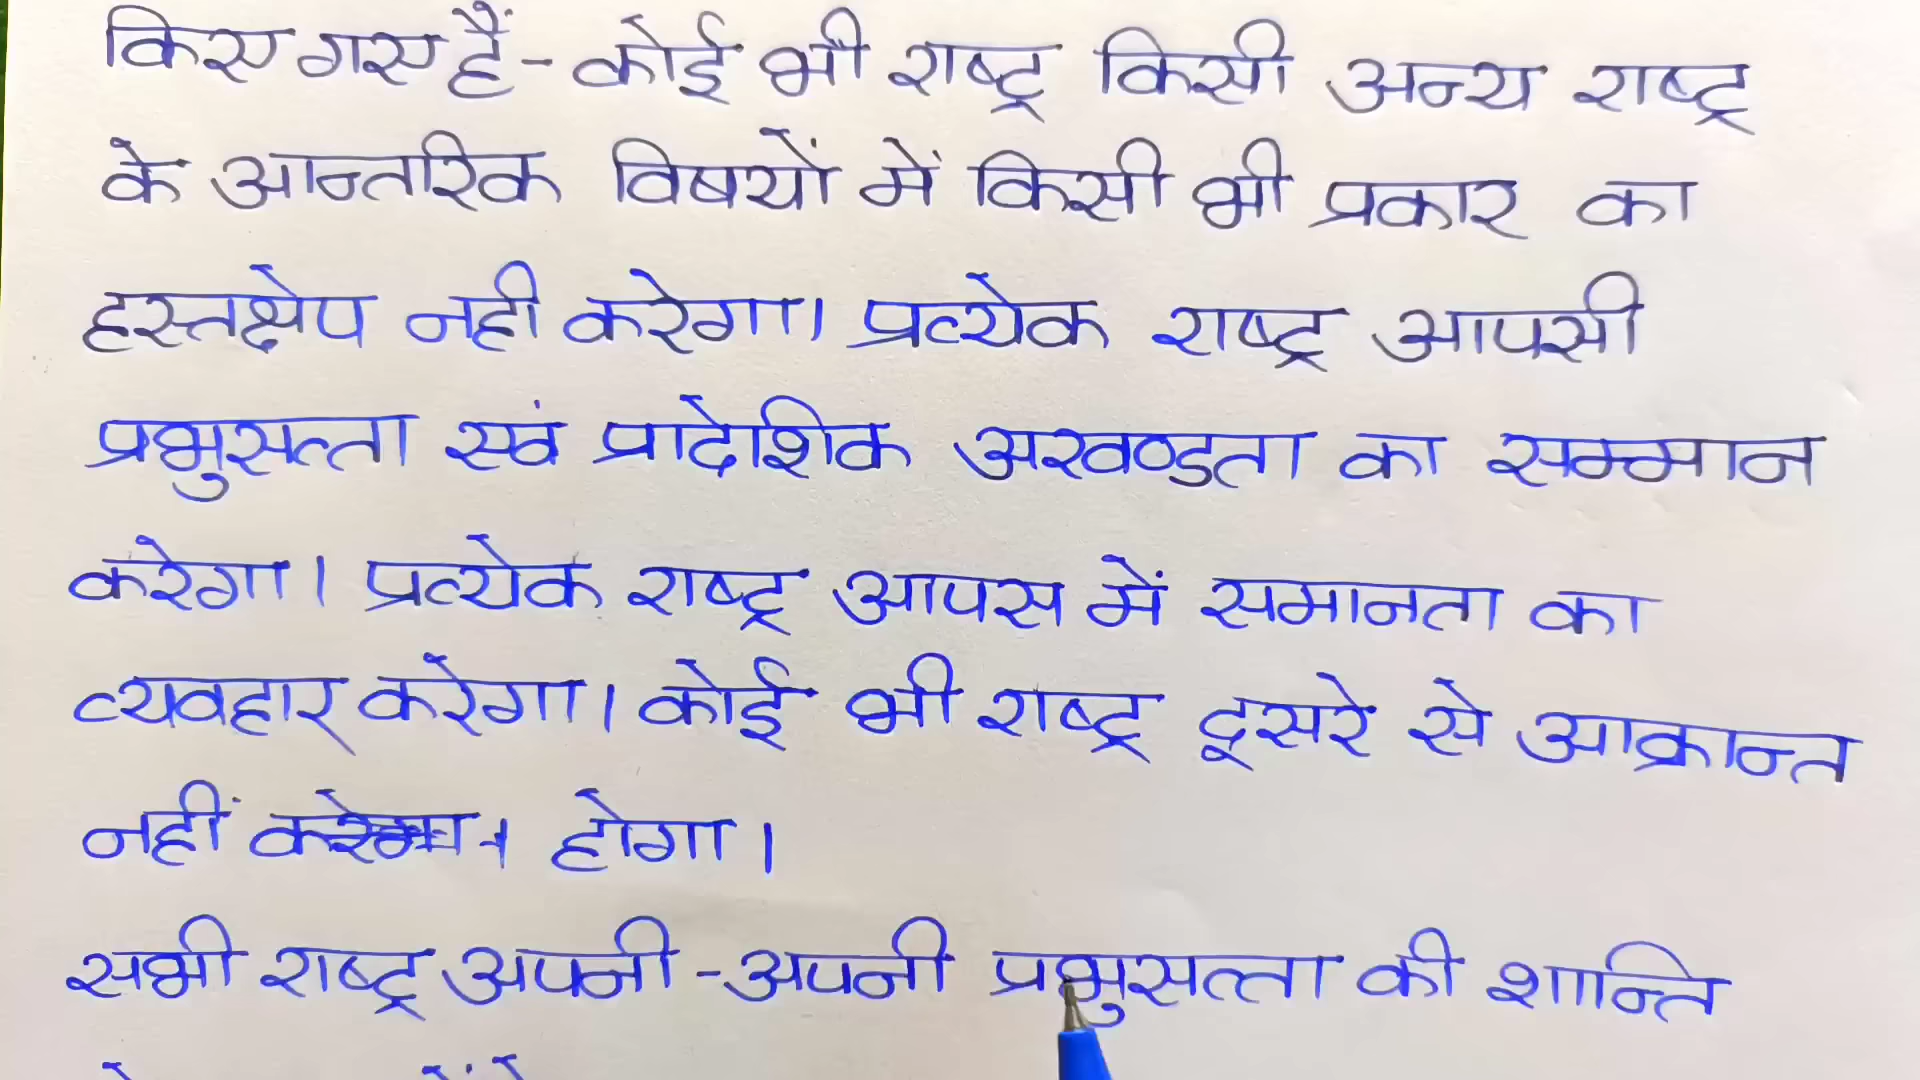 किए गए हैं - कोई भी राष्ट्र किसी अन्य राष्ट्र
के आन्तरिक विषयों में किसी भी प्रकार का
हस्तक्षेप नही करेगा। प्रत्येक राष्ट्र आपसी
प्रभुसत्ता एवं प्रादेशिक अखण्डता का सम्मान
करेगा। प्रत्येक राष्ट्र आपस में समानता का
व्यवहार करेगा। कोई भी राष्ट्र दूसरे से आक्रान्त
नहीं होगा।
सभी राष्ट्र अपनी-अपनी प्रभुसत्ता की शान्ति